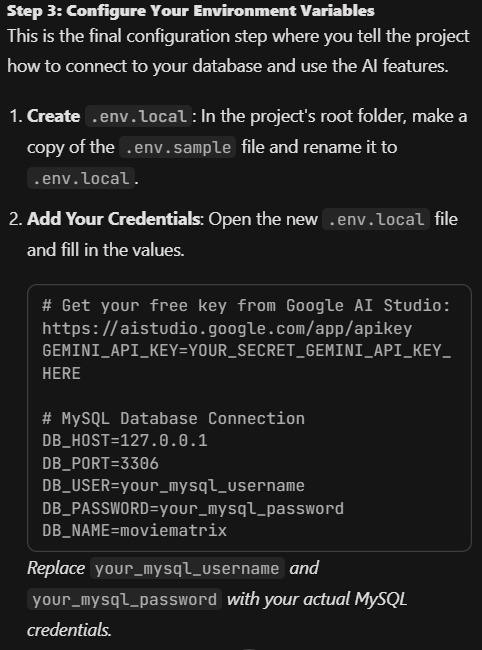 Step 3: Configure Your Environment Variables
This is the final configuration step where you tell the project
how to connect to your database and use the AI features.
1. Create .env.local: In the project's root folder, make a
copy of the .env.sample file and rename it to
.env.local.
2. Add Your Credentials: Open the new .env.local file
and fill in the values.
# Get your free key from Google AI Studio:
https://aistudio.google.com/app/apikey
GEMINI_API_KEY=YOUR_SECRET_GEMINI_API_KEY_
HERE
# MySQL Database Connection
DB_HOST=127.0.0.1
DB_PORT=3306
DB_USER=your_mysql_username
DB_PASSWORD=your_mysql_password
DB_NAME=moviematrix
Replace your_mysql_username and
your_mysql_password with your actual MySQL
credentials.